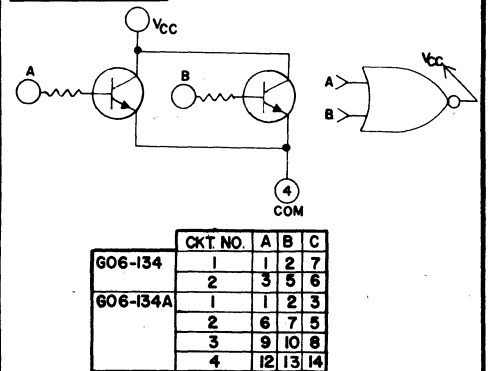 VCC
A
B
VCC
A
B
4
COM
CKT. NO. A B C
G06-134 1 1 2 7
2 3 5 6
G06-134A 1 1 2 3
2 6 7 5
3 9 10 8
4 12 13 14